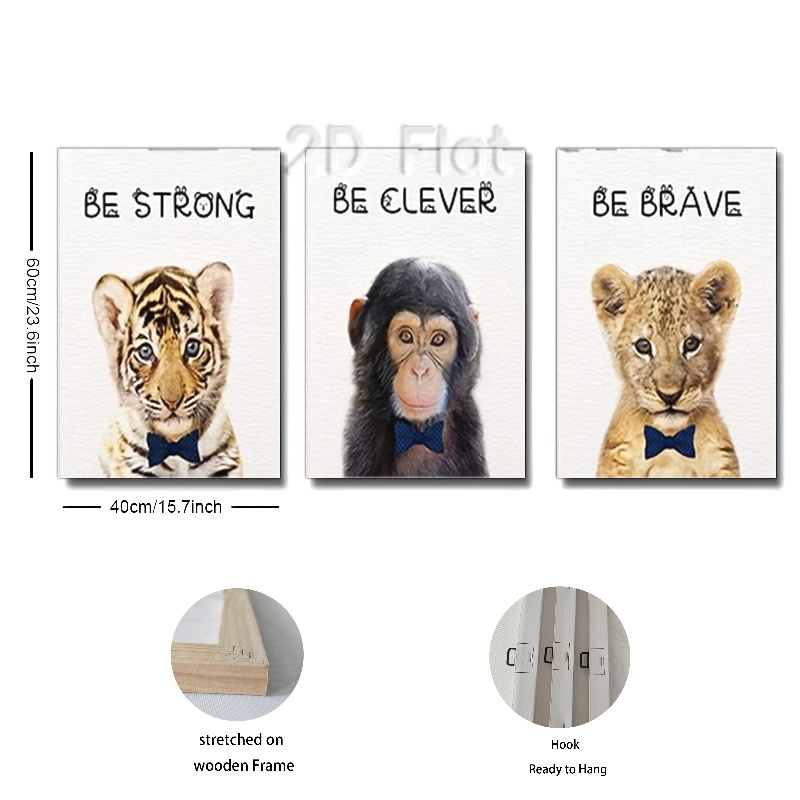 2D Flat
BE STRONG
BE CLEVER
BE BRAVE
60cm/23.6inch
40cm/15.7inch
stretched on
wooden Frame
Hook
Ready to Hang